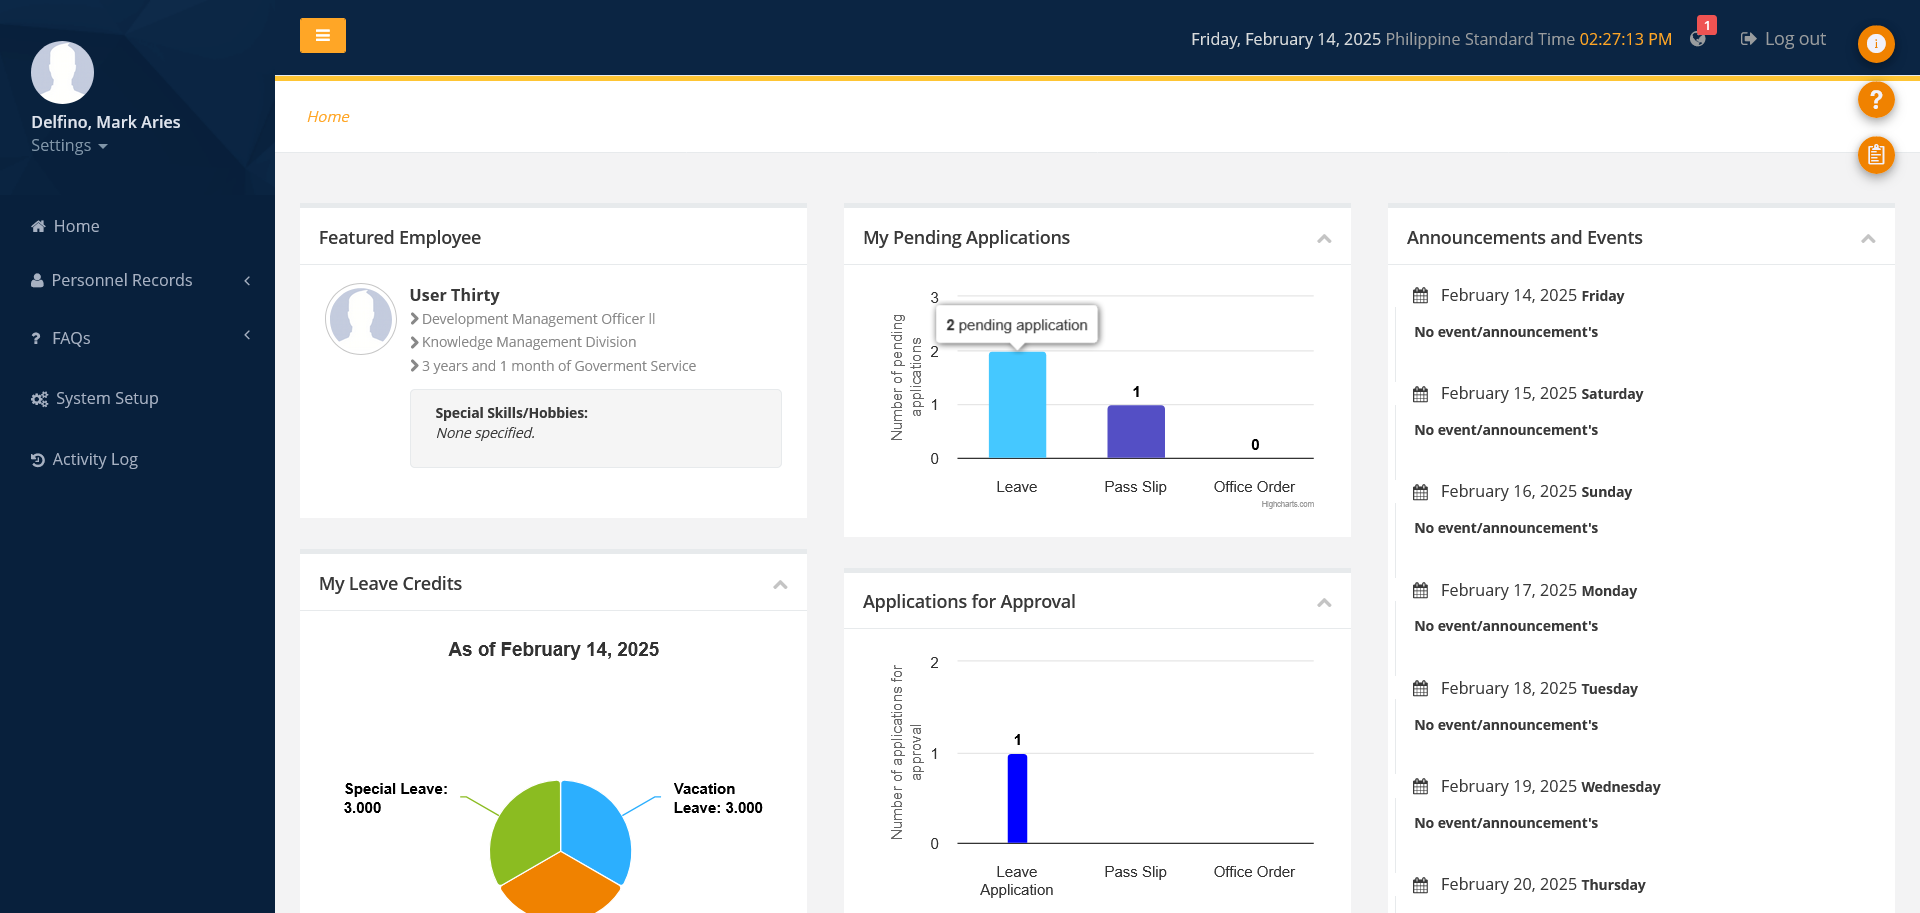 Delfino, Mark Aries
Settings
Home
Personnel Records
FAQs
System Setup
Activity Log
Friday, February 14, 2025 Philippine Standard Time 02:27:13 PM
1
Log out
Home
Featured Employee
User Thirty
Development Management Officer ll
Knowledge Management Division
3 years and 1 month of Goverment Service
Special Skills/Hobbies:
None specified.
My Leave Credits
As of February 14, 2025
Special Leave:
3.000
Vacation
Leave: 3.000
My Pending Applications
Number of pending
applications
3
2
1
0
2 pending application
1
0
Leave
Pass Slip
Office Order
Highcharts.com
Applications for Approval
Number of applications for
approval
2
1
0
1
Leave
Application
Pass Slip
Office Order
Announcements and Events
February 14, 2025 Friday
No event/announcement's
February 15, 2025 Saturday
No event/announcement's
February 16, 2025 Sunday
No event/announcement's
February 17, 2025 Monday
No event/announcement's
February 18, 2025 Tuesday
No event/announcement's
February 19, 2025 Wednesday
No event/announcement's
February 20, 2025 Thursday